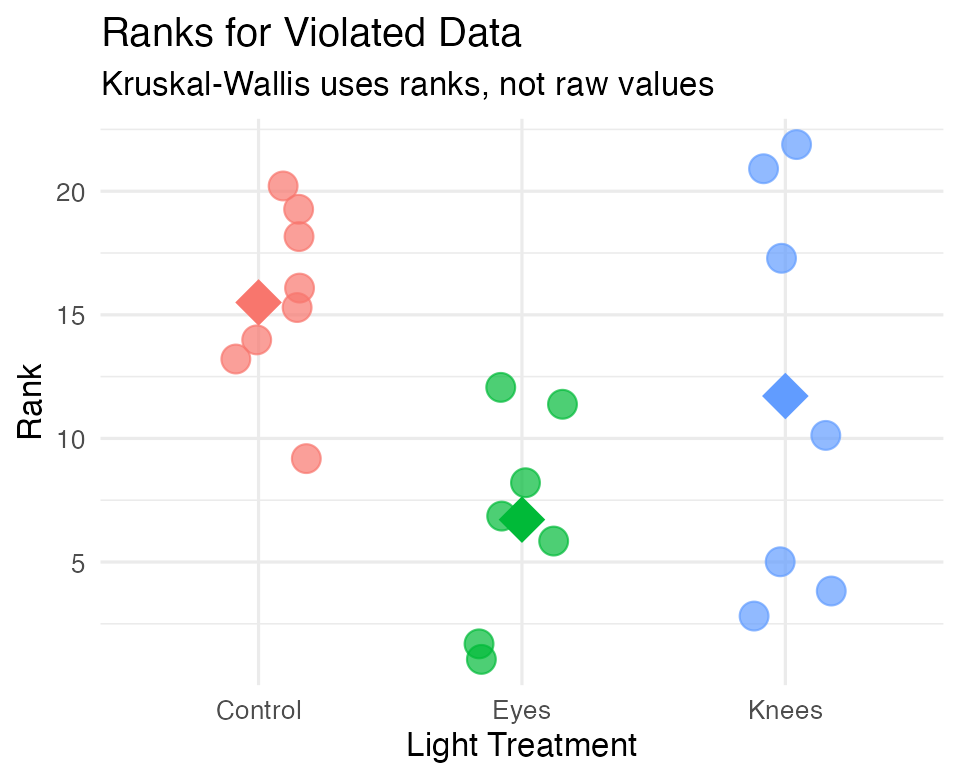 Ranks for Violated Data
Kruskal-Wallis uses ranks, not raw values
Rank
20
15
10
5
Control
Eyes
Knees
Light Treatment